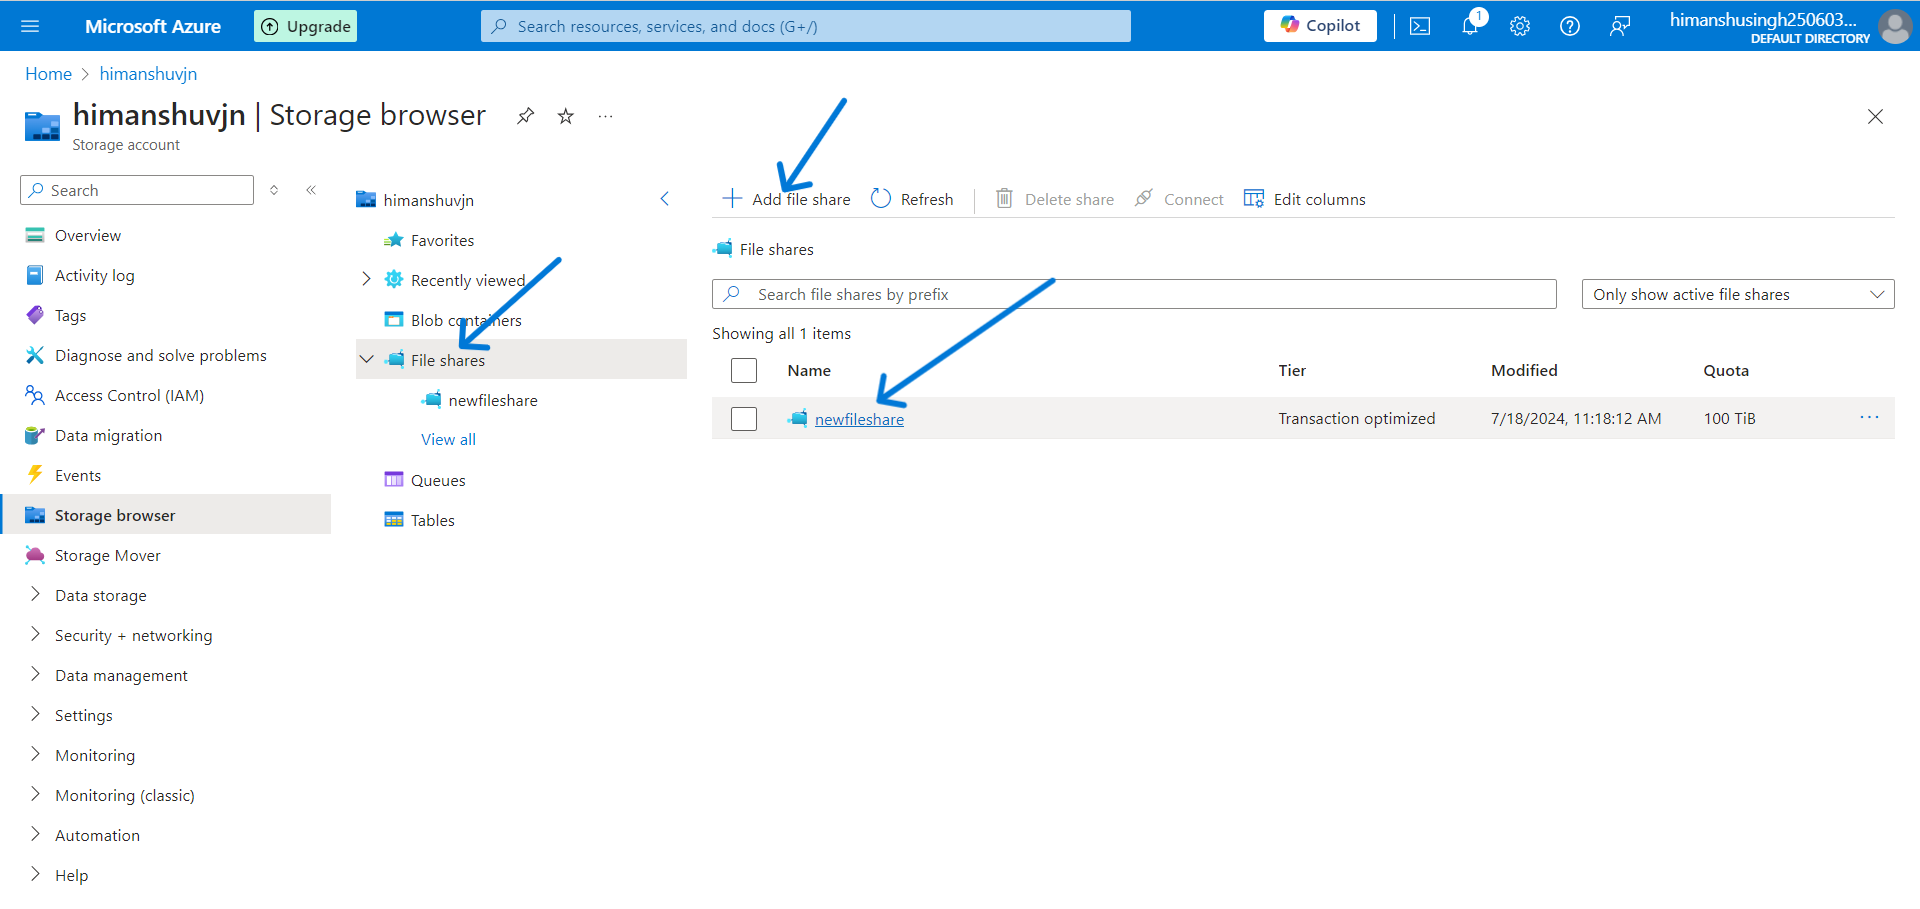 Microsoft Azure
Upgrade
Search resources, services, and docs (G+/)
Copilot
1
himanshusingh250603...
DEFAULT DIRECTORY
Home > himanshuvjn
himanshuvjn | Storage browser
Storage account
Search
Overview
Activity log
Tags
Diagnose and solve problems
Access Control (IAM)
Data migration
Events
Storage browser
Storage Mover
Data storage
Security + networking
Data management
Settings
Monitoring
Monitoring (classic)
Automation
Help
himanshuvjn
Favorites
Recently viewed
Blob containers
File shares
newfileshare
View all
Queues
Tables
Add file share Refresh Delete share Connect Edit columns
File shares
Search file shares by prefix
Only show active file shares
Showing all 1 items
Name Tier Modified Quota
newfileshare Transaction optimized 7/18/2024, 11:18:12 AM 100 TiB